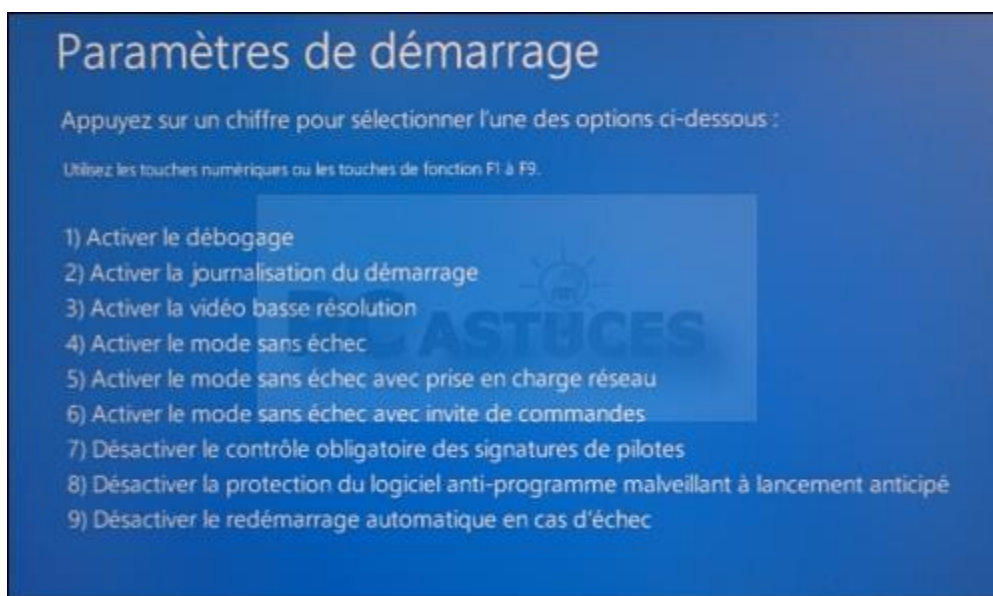 Paramètres de démarrage
Appuyez sur un chiffre pour sélectionner l'une des options ci-dessous :
Utilisez les touches numériques ou les touches de fonction F1 à F9.
1) Activer le débogage
2) Activer la journalisation du démarrage
3) Activer la vidéo basse résolution
4) Activer le mode sans échec
5) Activer le mode sans échec avec prise en charge réseau
6) Activer le mode sans échec avec invite de commandes
7) Désactiver le contrôle obligatoire des signatures de pilotes
8) Désactiver la protection du logiciel anti-programme malveillant à lancement anticipé
9) Désactiver le redémarrage automatique en cas d'échec
PC ASTUCES